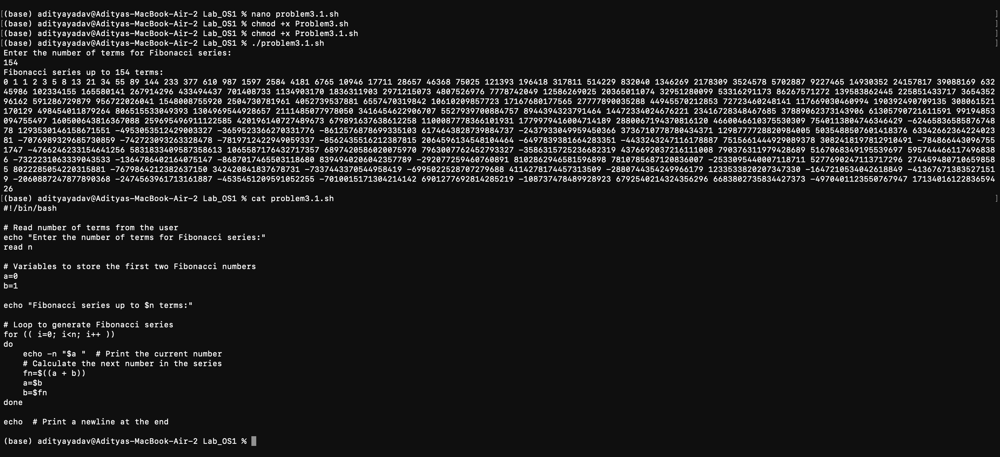 [(base) adityayadav@Adityas-MacBook-Air-2 Lab_OS1 % nano problem3.1.sh ]
[(base) adityayadav@Adityas-MacBook-Air-2 Lab_OS1 % chmod +x Problem3.sh ]
[(base) adityayadav@Adityas-MacBook-Air-2 Lab_OS1 % chmod +x Problem3.1.sh ]
[(base) adityayadav@Adityas-MacBook-Air-2 Lab_OS1 % ./problem3.1.sh ]
Enter the number of terms for Fibonacci series:
154
Fibonacci series up to 154 terms:
0 1 1 2 3 5 8 13 21 34 55 89 144 233 377 610 987 1597 2584 4181 6765 10946 17711 28657 46368 75025 121393 196418 317811 514229 832040 1346269 2178309 3524578 5702887 9227465 14930352 24157817 39088169 632
45986 102334155 165580141 267914296 433494437 701408733 1134903170 1836311903 2971215073 4807526976 7778742049 12586269025 20365011074 32951280099 53316291173 86267571272 139583862445 225851433717 3654352
96162 591286729879 956722026041 1548008755920 2504730781961 4052739537881 6557470319842 10610209857723 17167680177565 27777890035288 44945570212853 72723460248141 117669030460994 190392490709135 308061521
170129 498454011879264 806515533049393 1304969544928657 2111485077978050 3416454622906707 5527939700884757 8944394323791464 14472334024676221 23416728348467685 37889062373143906 61305790721611591 99194853
094755497 160500643816367088 259695496911122585 420196140727489673 679891637638612258 1100087778366101931 1779979416004714189 2880067194370816120 4660046610375530309 7540113804746346429 -62465836585876748
78 1293530146158671551 -4953053512429003327 -3659523366270331776 -8612576878699335103 6174643828739884737 -2437933049959450366 3736710778780434371 1298777728820984005 5035488507601418376 63342662364224023
81 -7076989329685730859 -742723093263328478 -7819712422949059337 -8562435516212387815 2064596134548104464 -6497839381664283351 -4433243247116178887 7515661444929089378 3082418197812910491 -784866443096755
1747 -4766246233154641256 5831833409587358613 1065587176432717357 6897420586020075970 7963007762452793327 -3586315725236682319 4376692037216111008 790376311979428689 5167068349195539697 595744466117496838
6 -7322231063339043533 -1364786402164075147 -8687017465503118680 8394940206042357789 -292077259460760891 8102862946581596898 7810785687120836007 -2533095440007118711 5277690247113717296 274459480710659858
5 8022285054220315881 -7679864212382637150 342420841837678731 -7337443370544958419 -6995022528707279688 4114278174457313509 -2880744354249966179 1233533820207347330 -1647210534042618849 -41367671383527151
9 -2060887247877890368 -2474563961713161887 -4535451209591052255 -7010015171304214142 6901277692814285219 -108737478489928923 6792540214324356296 6683802735834427373 -4970401123550767947 17134016122836594
26
[(base) adityayadav@Adityas-MacBook-Air-2 Lab_OS1 % cat problem3.1.sh ]
#!/bin/bash
# Read number of terms from the user
echo "Enter the number of terms for Fibonacci series:"
read n
# Variables to store the first two Fibonacci numbers
a=0
b=1
echo "Fibonacci series up to $n terms:"
# Loop to generate Fibonacci series
for (( i=0; i<n; i++ ))
do
    echo -n "$a "  # Print the current number
    # Calculate the next number in the series
    fn=$((a + b))
    a=$b
    b=$fn
done
echo  # Print a newline at the end
(base) adityayadav@Adityas-MacBook-Air-2 Lab_OS1 %